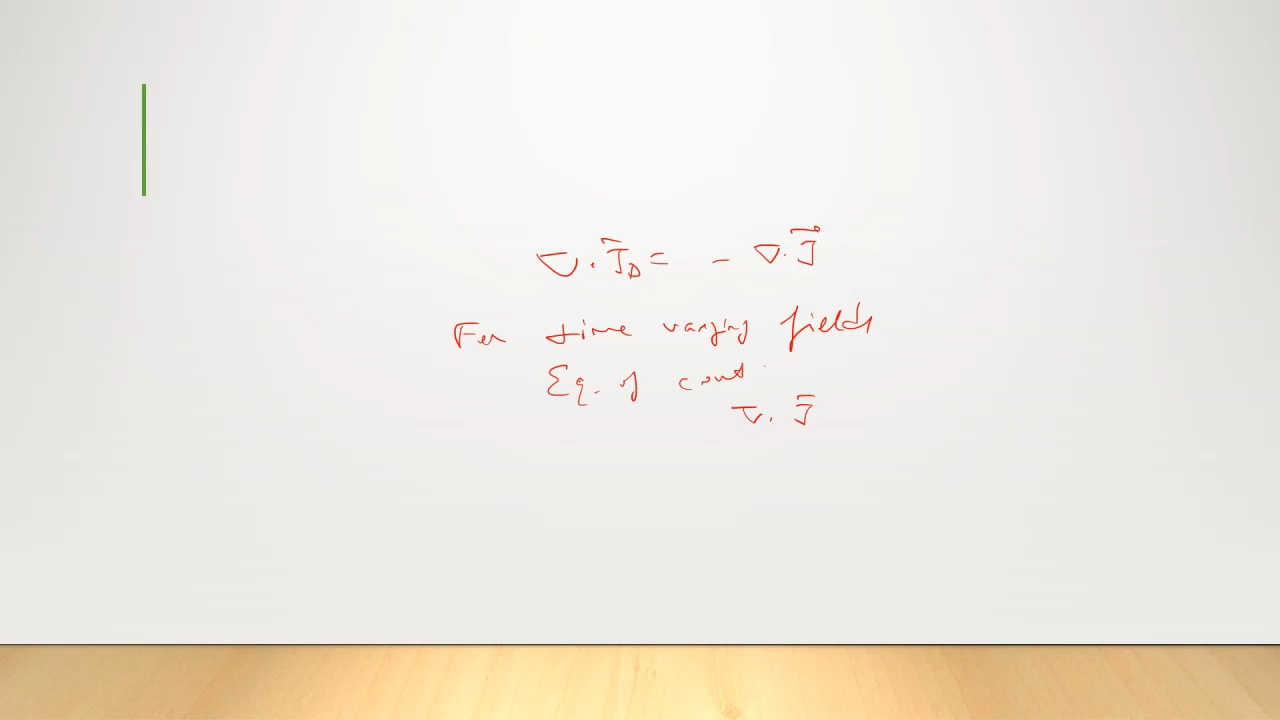 ∇. J̄_D = - ∇. J⃗
For time varying fields
Eq. of cont
∇. J̄